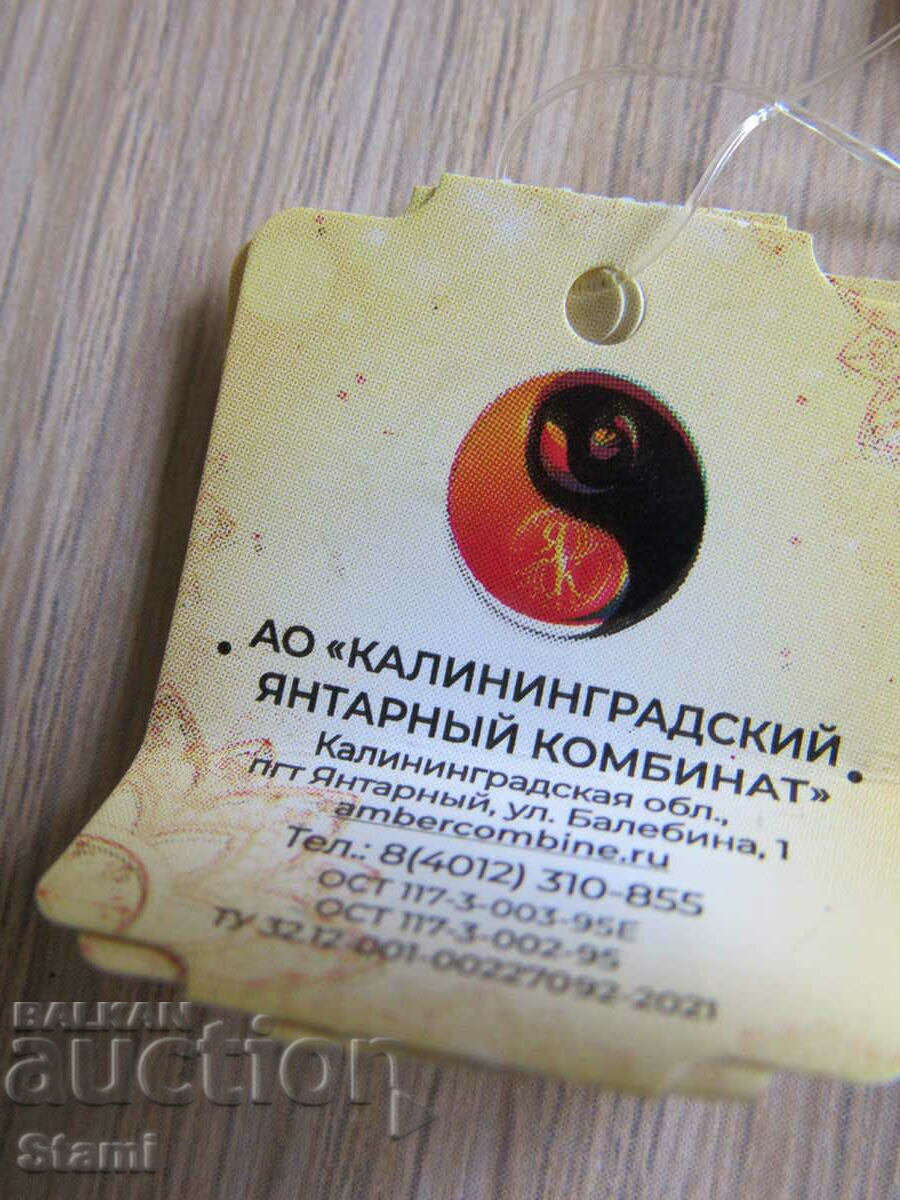 ЯК
АО «КАЛИНИНГРАДСКИЙ
ЯНТАРНЫЙ КОМБИНАТ»
Калининградская обл.,
пгт Янтарный, ул. Балебина, 1
ambercombine.ru
Тел.: 8(4012) 310-855
ОСТ 117-3-003-95Е
ОСТ 117-3-002-95
ТУ 32.12-001-00227092-2021
BALKAN
auction
Stami